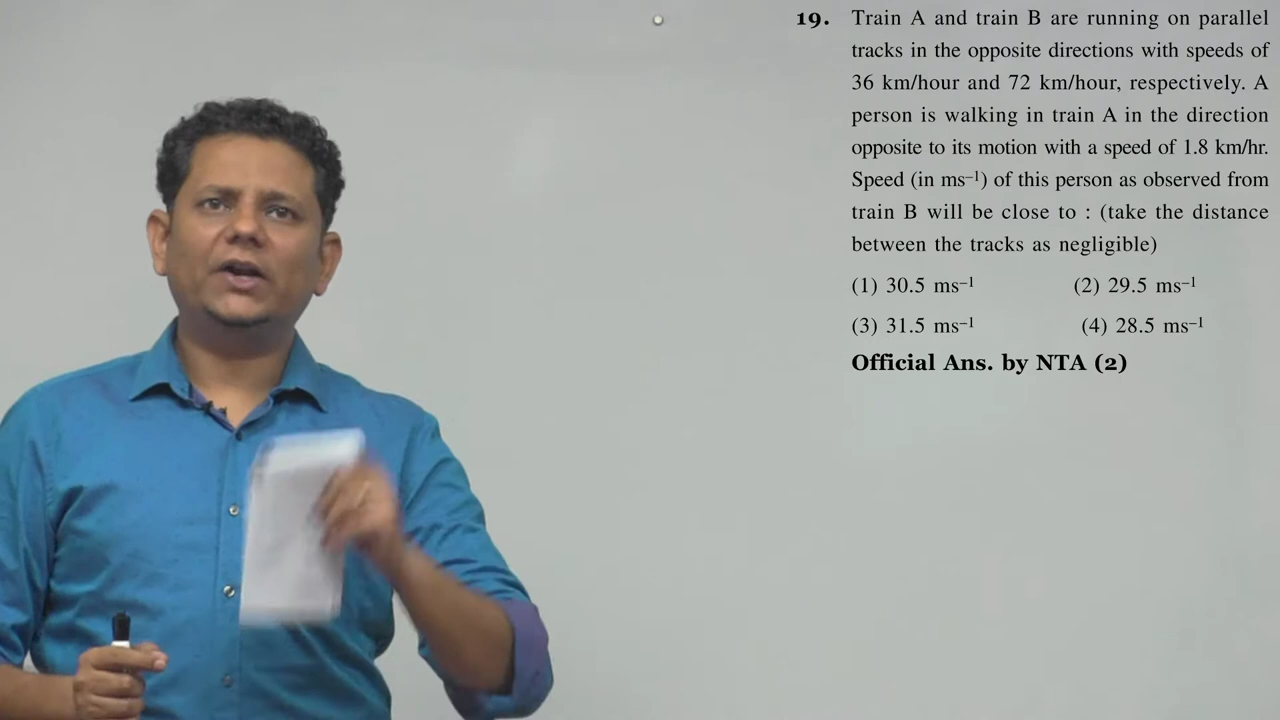 19. Train A and train B are running on parallel
tracks in the opposite directions with speeds of
36 km/hour and 72 km/hour, respectively. A
person is walking in train A in the direction
opposite to its motion with a speed of 1.8 km/hr.
Speed (in ms⁻¹) of this person as observed from
train B will be close to : (take the distance
between the tracks as negligible)
(1) 30.5 ms⁻¹ (2) 29.5 ms⁻¹
(3) 31.5 ms⁻¹ (4) 28.5 ms⁻¹
Official Ans. by NTA (2)